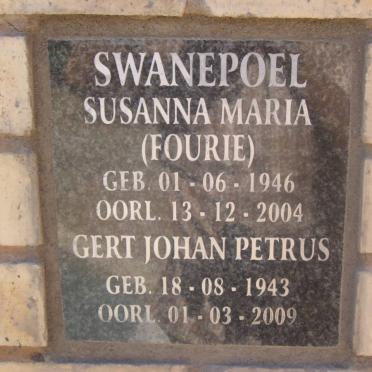 SWANEPOEL
SUSANNA MARIA
(FOURIE)
GEB. 01 - 06 - 1946
OORL. 13 - 12 - 2004
GERT JOHAN PETRUS
GEB. 18 - 08 - 1943
OORL. 01 - 03 - 2009